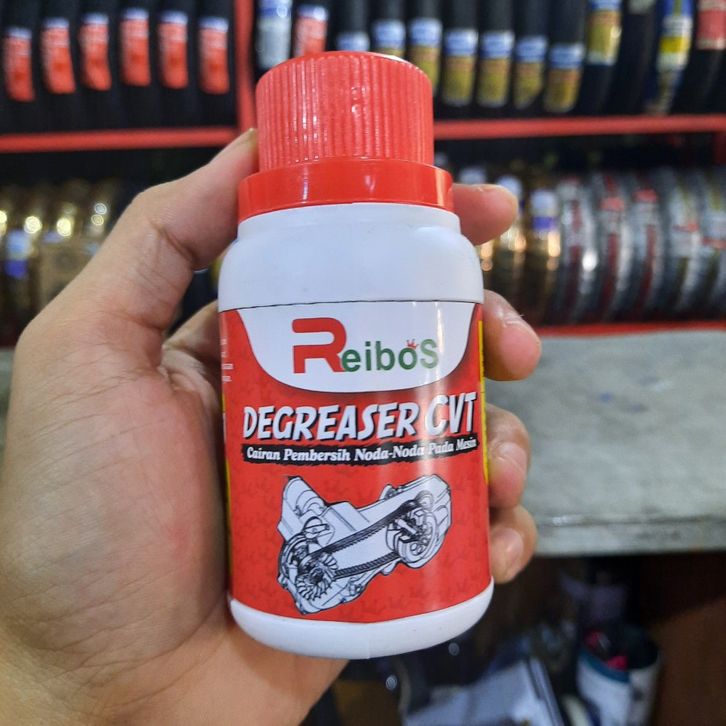 ReiboS
DEGREASER CVT
Cairan Pembersih Noda-Noda Pada Mesin